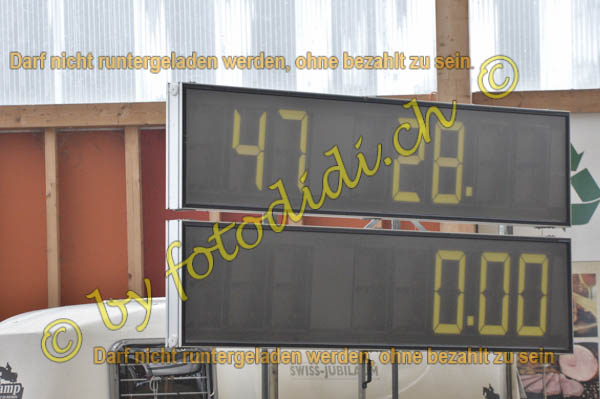 Darf nicht runtergeladen werden, ohne bezahlt zu sein.
47 28.
© by fotodidi.ch ©
0.00
Darf nicht runtergeladen werden, ohne bezahlt zu sein
SWISS-JUBILÄUM